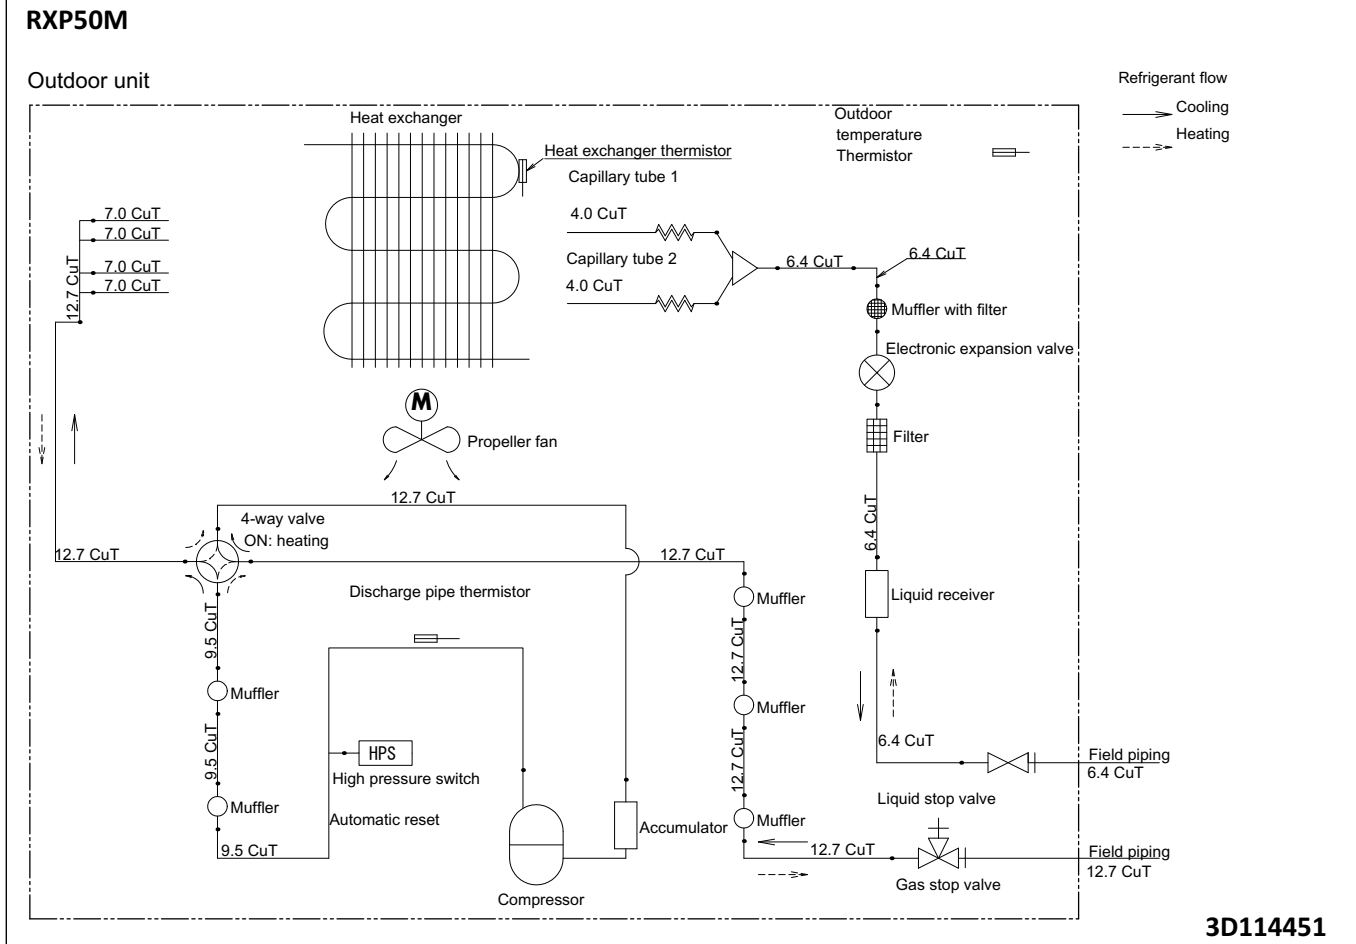 RXP50M
Outdoor unit
Refrigerant flow
Cooling
Heating
Heat exchanger
Outdoor
temperature
Thermistor
Heat exchanger thermistor
Capillary tube 1
7.0 CuT
7.0 CuT
7.0 CuT
7.0 CuT
12.7 CuT
4.0 CuT
Capillary tube 2
4.0 CuT
6.4 CuT
6.4 CuT
Muffler with filter
Electronic expansion valve
M
Propeller fan
Filter
12.7 CuT
4-way valve
ON: heating
12.7 CuT
12.7 CuT
6.4 CuT
Discharge pipe thermistor
Muffler
Liquid receiver
9.5 CuT
12.7 CuT
Muffler
Muffler
9.5 CuT
HPS
High pressure switch
12.7 CuT
6.4 CuT
Field piping
6.4 CuT
Liquid stop valve
Muffler
Automatic reset
Accumulator
Muffler
9.5 CuT
12.7 CuT
Field piping
12.7 CuT
Gas stop valve
Compressor
3D114451